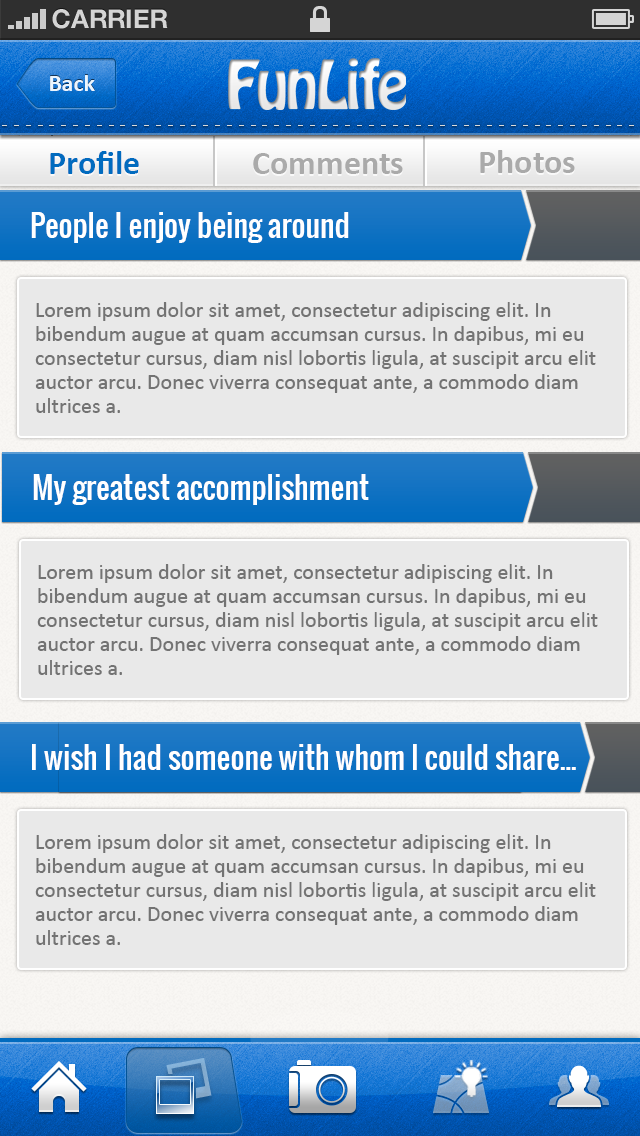 CARRIER
Back
FunLife
Profile Comments Photos
People I enjoy being around
Lorem ipsum dolor sit amet, consectetur adipiscing elit. In
bibendum augue at quam accumsan cursus. In dapibus, mi eu
consectetur cursus, diam nisl lobortis ligula, at suscipit arcu elit
auctor arcu. Donec viverra consequat ante, a commodo diam
ultrices a.
My greatest accomplishment
Lorem ipsum dolor sit amet, consectetur adipiscing elit. In
bibendum augue at quam accumsan cursus. In dapibus, mi eu
consectetur cursus, diam nisl lobortis ligula, at suscipit arcu elit
auctor arcu. Donec viverra consequat ante, a commodo diam
ultrices a.
I wish I had someone with whom I could share...
Lorem ipsum dolor sit amet, consectetur adipiscing elit. In
bibendum augue at quam accumsan cursus. In dapibus, mi eu
consectetur cursus, diam nisl lobortis ligula, at suscipit arcu elit
auctor arcu. Donec viverra consequat ante, a commodo diam
ultrices a.